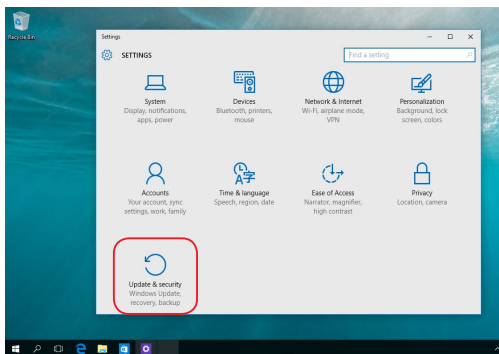 Recycle Bin
Settings
SETTINGS
Find a setting
System
Display, notifications,
apps, power
Devices
Bluetooth, printers,
mouse
Network & Internet
Wi-Fi, airplane mode,
VPN
Personalization
Background, lock
screen, colors
Accounts
Your account, sync
settings, work, family
Time & language
Speech, region, date
Ease of Access
Narrator, magnifier,
high contrast
Privacy
Location, camera
Update & security
Windows Update,
recovery, backup